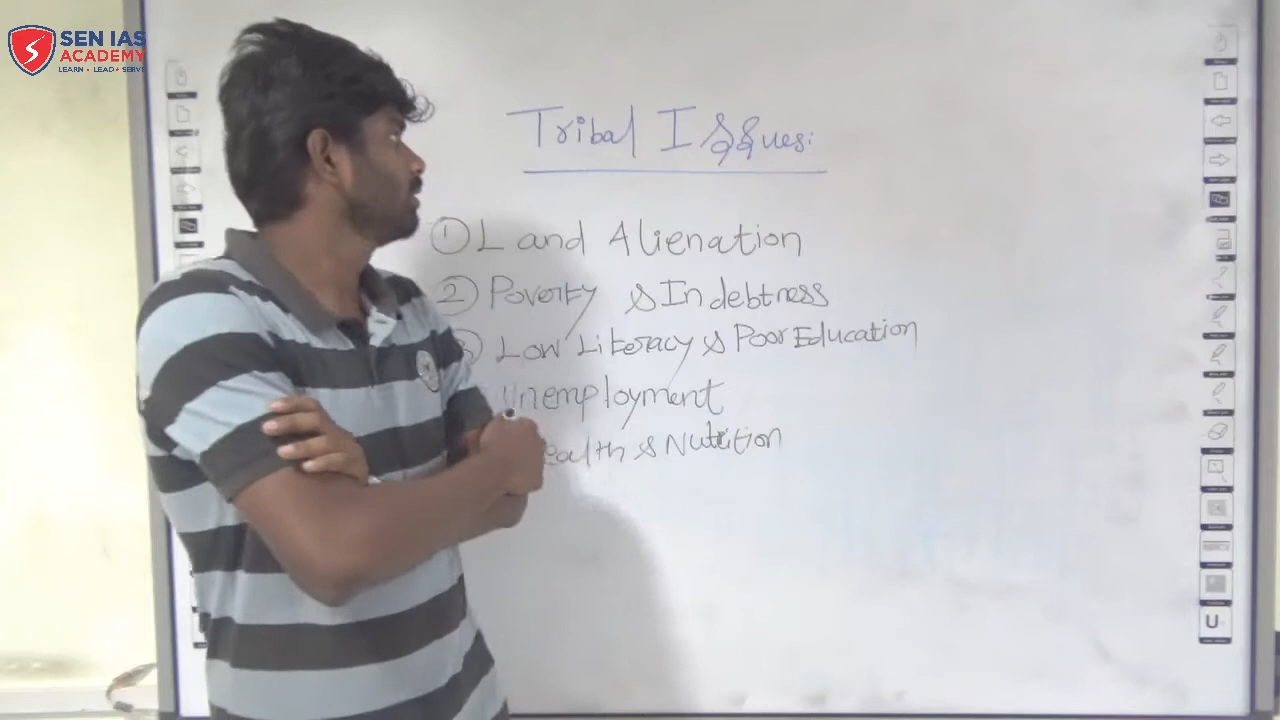 SEN IAS
ACADEMY
LEARN • LEAD • SERVE
Tribal Issues:
① Land Alienation
② Poverty & Indebtness
③ Low Literacy & Poor Education
Unemployment
ealth & Nutrition
U